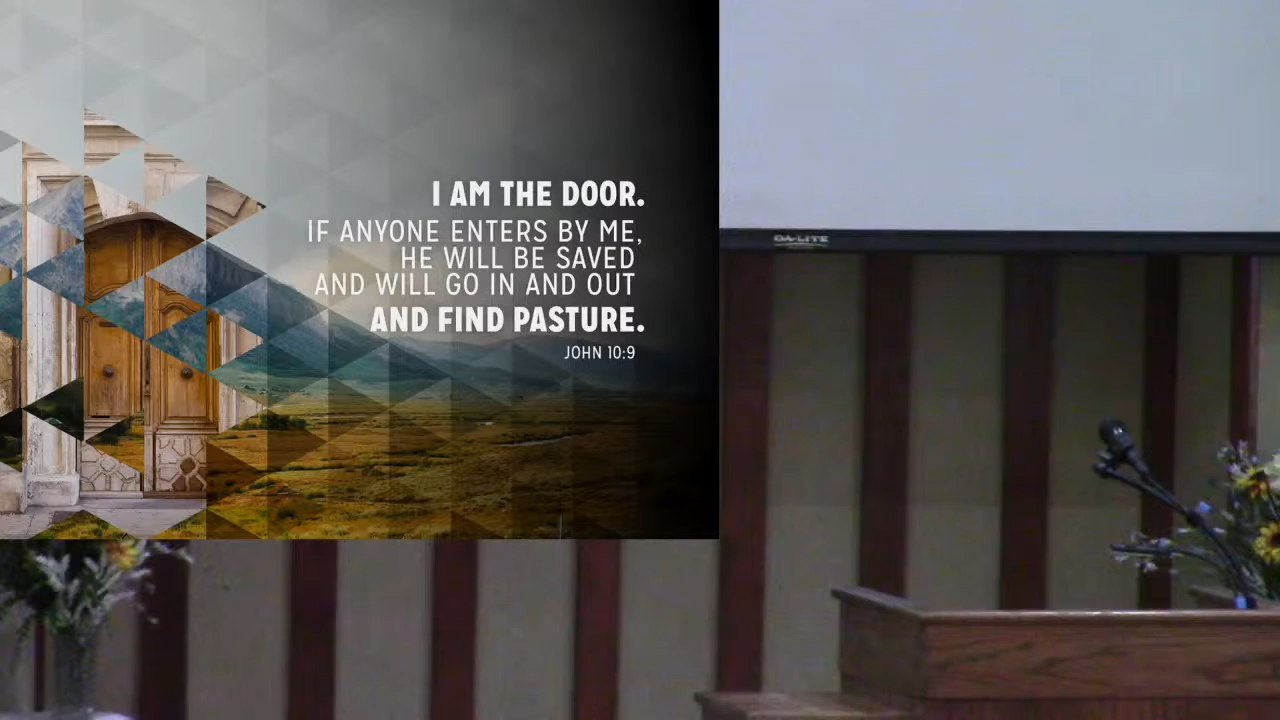 I AM THE DOOR.
IF ANYONE ENTERS BY ME,
HE WILL BE SAVED
AND WILL GO IN AND OUT
AND FIND PASTURE.
JOHN 10:9
DA-LITE